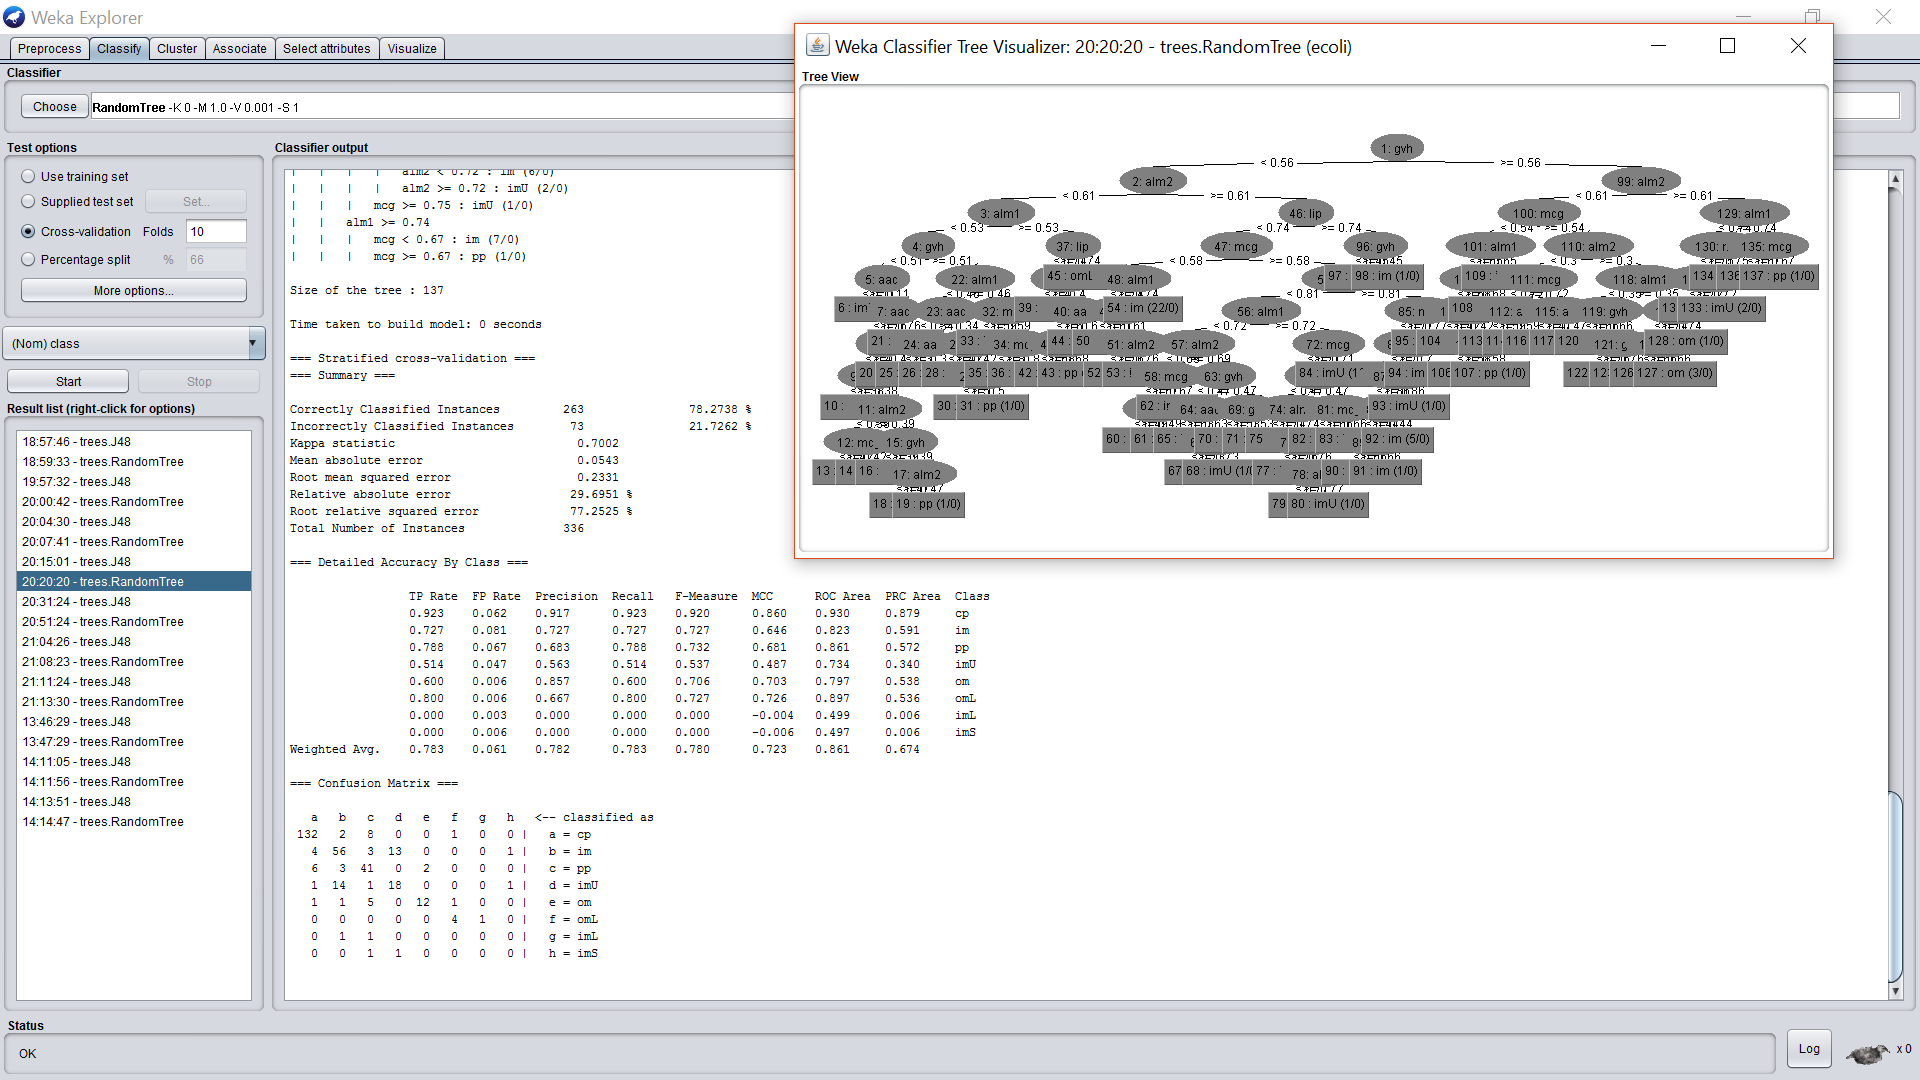 Weka Explorer
Preprocess Classify Cluster Associate Select attributes Visualize
Classifier
Choose RandomTree -K 0 -M 1.0 -V 0.001 -S 1
Test options
Use training set
Supplied test set Set...
Cross-validation Folds 10
Percentage split % 66
More options...
(Nom) class
Start Stop
Result list (right-click for options)
18:57:46 - trees.J48
18:59:33 - trees.RandomTree
19:57:32 - trees.J48
20:00:42 - trees.RandomTree
20:04:30 - trees.J48
20:07:41 - trees.RandomTree
20:15:01 - trees.J48
20:20:20 - trees.RandomTree
20:31:24 - trees.J48
20:51:24 - trees.RandomTree
21:04:26 - trees.J48
21:08:23 - trees.RandomTree
21:11:24 - trees.J48
21:13:30 - trees.RandomTree
13:46:29 - trees.J48
13:47:29 - trees.RandomTree
14:11:05 - trees.J48
14:11:56 - trees.RandomTree
14:13:51 - trees.J48
14:14:47 - trees.RandomTree
Classifier output
| | | | alm2 < 0.72 : im (6/0)
| | | | alm2 >= 0.72 : imU (2/0)
| | | mcg >= 0.75 : imU (1/0)
| | alm1 >= 0.74
| | | mcg < 0.67 : im (7/0)
| | | mcg >= 0.67 : pp (1/0)
Size of the tree : 137
Time taken to build model: 0 seconds
=== Stratified cross-validation ===
=== Summary ===
Correctly Classified Instances 263 78.2738 %
Incorrectly Classified Instances 73 21.7262 %
Kappa statistic 0.7002
Mean absolute error 0.0543
Root mean squared error 0.2331
Relative absolute error 29.6951 %
Root relative squared error 77.2525 %
Total Number of Instances 336
=== Detailed Accuracy By Class ===
TP Rate FP Rate Precision Recall F-Measure MCC ROC Area PRC Area Class
0.923 0.062 0.917 0.923 0.920 0.860 0.930 0.879 cp
0.727 0.081 0.727 0.727 0.727 0.646 0.823 0.591 im
0.788 0.067 0.683 0.788 0.732 0.681 0.861 0.572 pp
0.514 0.047 0.563 0.514 0.537 0.487 0.734 0.340 imU
0.600 0.006 0.857 0.600 0.706 0.703 0.797 0.538 om
0.800 0.006 0.667 0.800 0.727 0.726 0.897 0.536 omL
0.000 0.003 0.000 0.000 0.000 -0.004 0.499 0.006 imL
0.000 0.006 0.000 0.000 0.000 -0.006 0.497 0.006 imS
Weighted Avg. 0.783 0.061 0.782 0.783 0.780 0.723 0.861 0.674
=== Confusion Matrix ===
a b c d e f g h <-- classified as
132 2 8 0 0 1 0 0 | a = cp
4 56 3 13 0 0 0 1 | b = im
6 3 41 0 2 0 0 0 | c = pp
1 14 1 18 0 0 0 1 | d = imU
1 1 5 0 12 1 0 0 | e = om
0 0 0 0 0 4 1 0 | f = omL
0 1 1 0 0 0 0 0 | g = imL
0 0 1 1 0 0 0 0 | h = imS
Weka Classifier Tree Visualizer: 20:20:20 - trees.RandomTree (ecoli)
Tree View
1: gvh
< 0.56 >= 0.56
2: alm2 99: alm2
< 0.61 >= 0.61 < 0.61 >= 0.61
3: alm1 46: lip 100: mcg 129: alm1
< 0.53 >= 0.53 < 0.74 >= 0.74
4: gvh 37: lip 47: mcg 96: gvh 101: alm1 110: alm2 130: 135: mcg
>= 0.51 < 0.58 >= 0.58 < 0.3 >= 0.3
5: aac 22: alm1 45: omL 48: alm1 97 : 98 : im (1/0) 109 : 111: mcg 118: alm1 134 136 137 : pp (1/0)
< 0.81 >= 0.81
6 : im 7: aac 23: aac 32: 39 : 40: aa 54 : im (22/0) 56: alm1 85: 108 112: 115: 119: gvh 133 : imU (2/0)
< 0.72 >= 0.72
21 : 24: aa 33 : 34: 44 : 50 51: alm2 57: alm2 72: mcg 95 : 104 113 114 116 117 120 121: 128 : om (1/0)
20 25 26 28 : 35 : 36 : 42 43 : pp 52 53 : 58: mcg 63: gvh 84 : imU 94 : im 106 107 : pp (1/0) 122 126 127 : om (3/0)
10 : 11: alm2 30 : 31 : pp (1/0) 62 : 64: aac 69: 74: 81: 93 : imU (1/0)
12: 15: gvh 60 : 61 : 65 : 70 : 71 : 75 82 : 83 : 92 : im (5/0)
13 : 14 : 16 : 17: alm2 67 68 : imU 77 : 78: 90 : 91 : im (1/0)
18 : 19 : pp (1/0) 79 80 : imU (1/0)
Status
OK
Log x 0